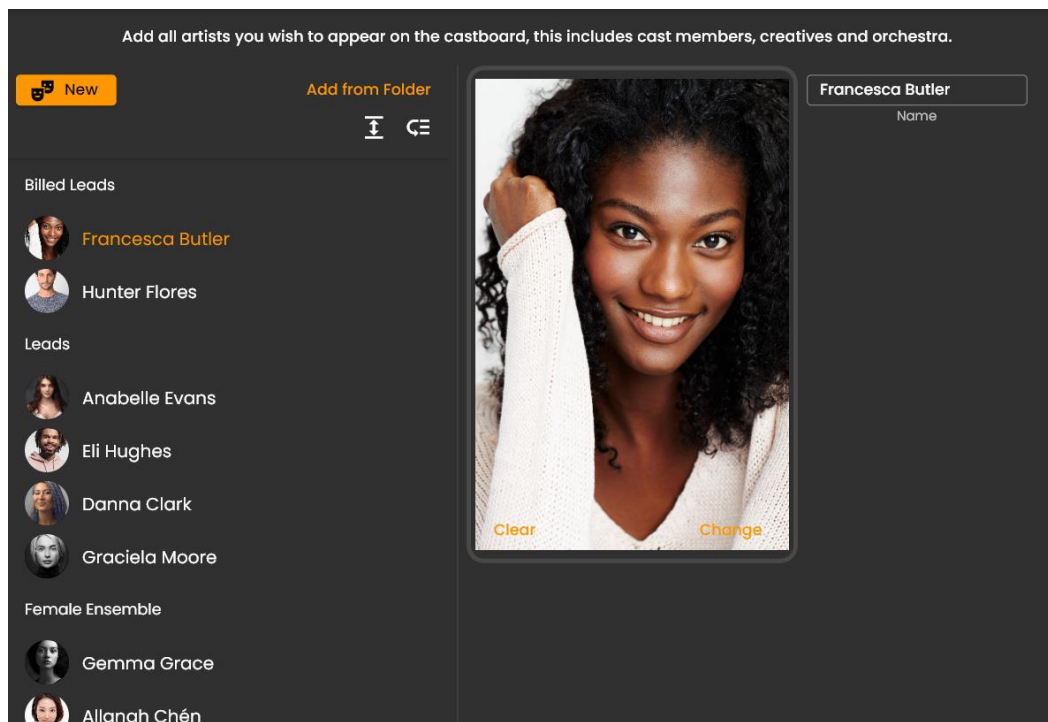 Add all artists you wish to appear on the castboard, this includes cast members, creatives and orchestra.
New
Add from Folder
Billed Leads
Francesca Butler
Hunter Flores
Leads
Anabelle Evans
Eli Hughes
Danna Clark
Graciela Moore
Female Ensemble
Gemma Grace
Allanah Chén
Clear
Change
Francesca Butler
Name